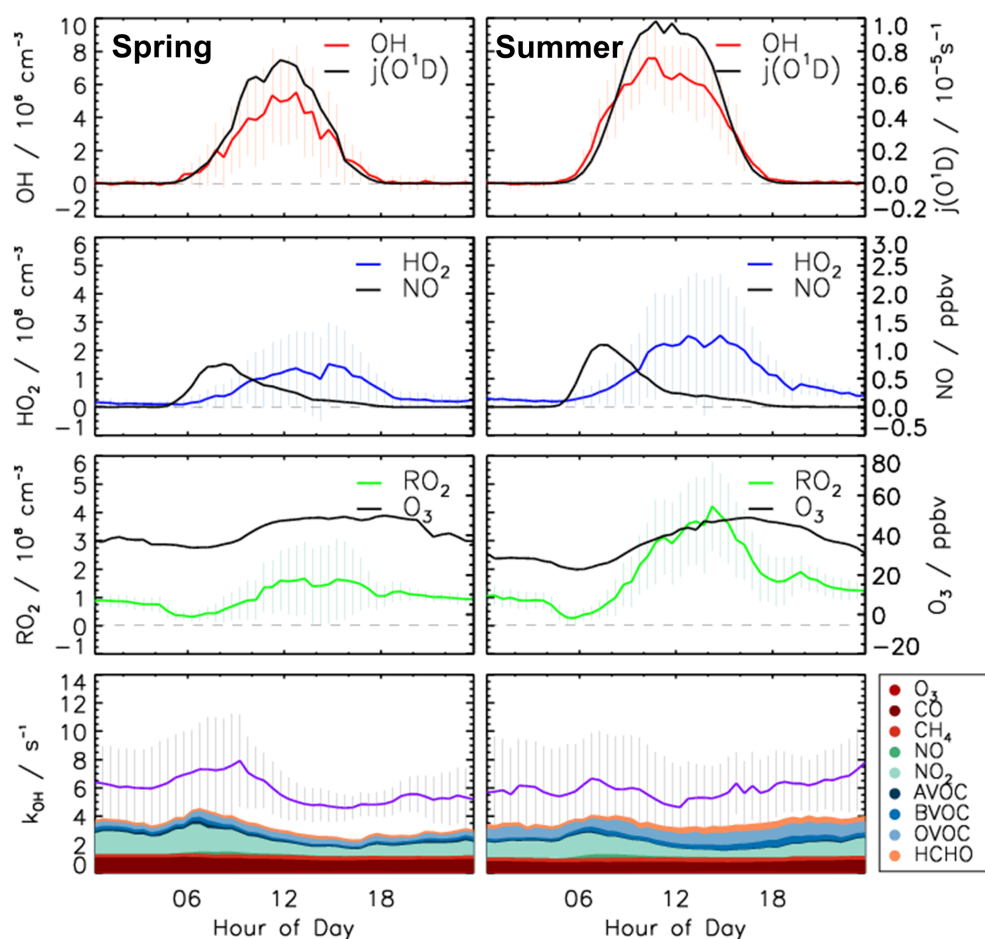 Spring
OH
j(O¹D)
Summer
OH
j(O¹D)
OH / 10⁶ cm⁻³
10
8
6
4
2
0
−2
1.0
0.8
0.6
0.4
0.2
0.0
−0.2
j(O¹D) / 10⁻⁵s⁻¹
HO₂
NO
HO₂
NO
HO₂ / 10⁸ cm⁻³
6
5
4
3
2
1
0
−1
3.0
2.5
2.0
1.5
1.0
0.5
0.0
−0.5
NO / ppbv
RO₂
O₃
RO₂
O₃
RO₂ / 10⁸ cm⁻³
6
5
4
3
2
1
0
−1
80
60
40
20
0
−20
O₃ / ppbv
k_OH / s⁻¹
14
12
10
8
6
4
2
0
O₃
CO
CH₄
NO
NO₂
AVOC
BVOC
OVOC
HCHO
06 12 18
06 12 18
Hour of Day
Hour of Day